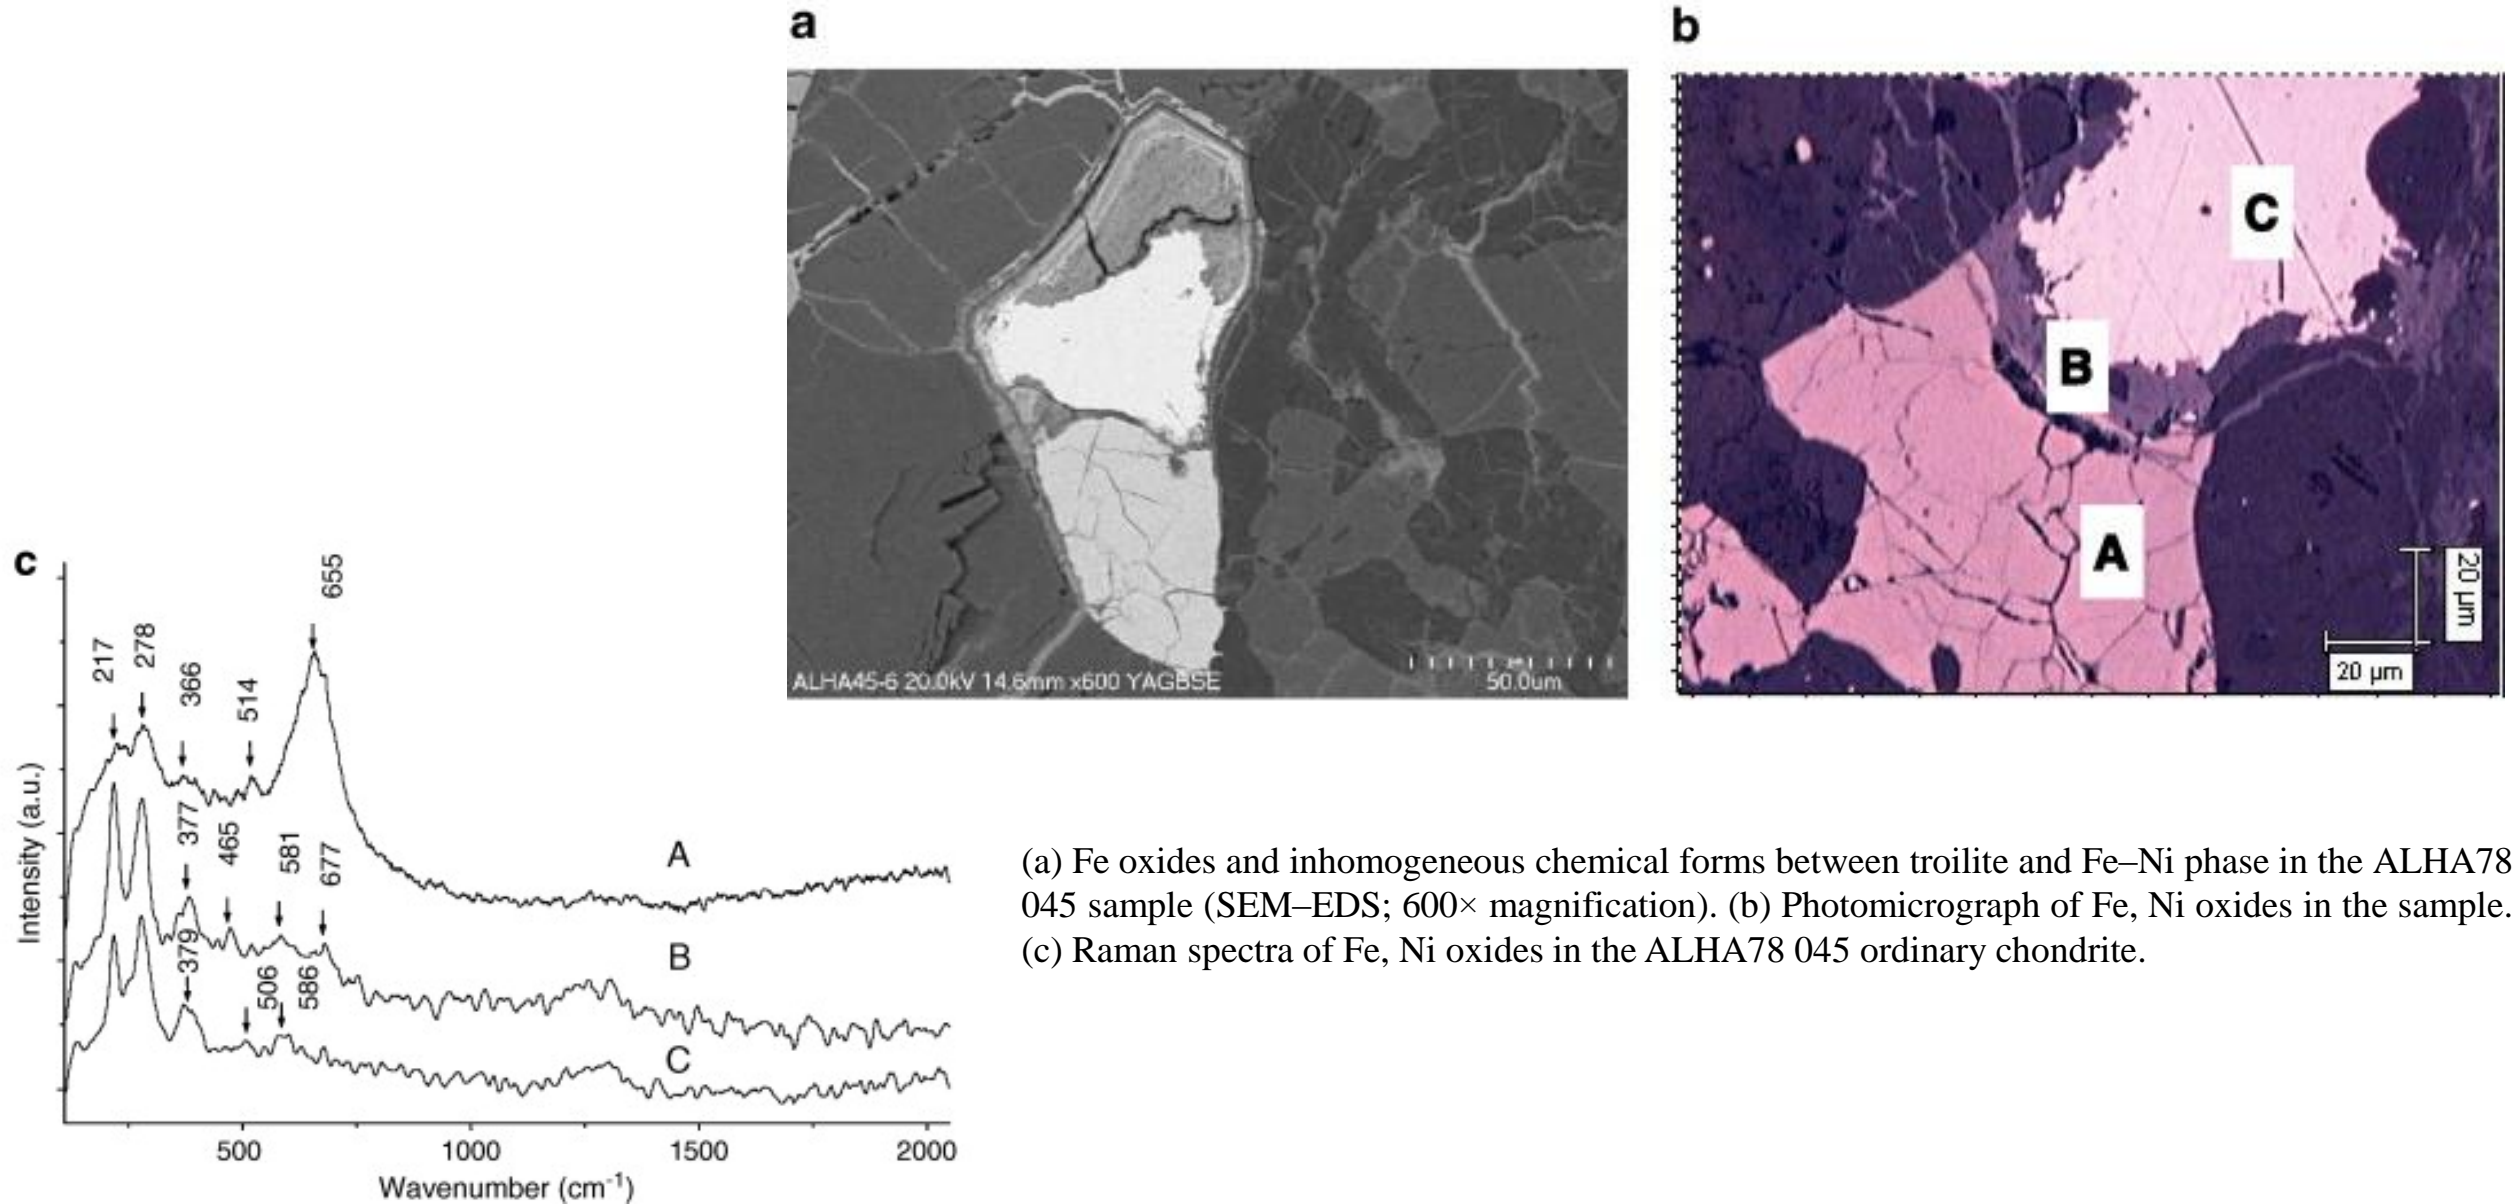 a
ALHA45-6 20.0kV 14.6mm x600 YAGBSE
50.0um
b
C
B
A
20 µm
20 µm
c
Intensity (a.u.)
217
278
366
514
655
A
377
465
581
677
B
379
506
586
C
500 1000 1500 2000
Wavenumber (cm⁻¹)
(a) Fe oxides and inhomogeneous chemical forms between troilite and Fe–Ni phase in the ALHA78
045 sample (SEM–EDS; 600× magnification). (b) Photomicrograph of Fe, Ni oxides in the sample.
(c) Raman spectra of Fe, Ni oxides in the ALHA78 045 ordinary chondrite.